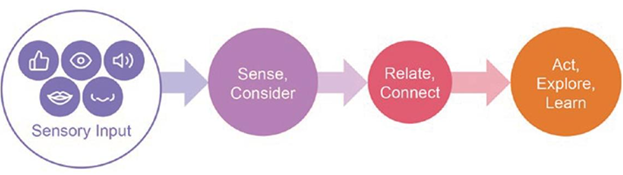 Sensory Input
Sense,
Consider
Relate,
Connect
Act,
Explore,
Learn